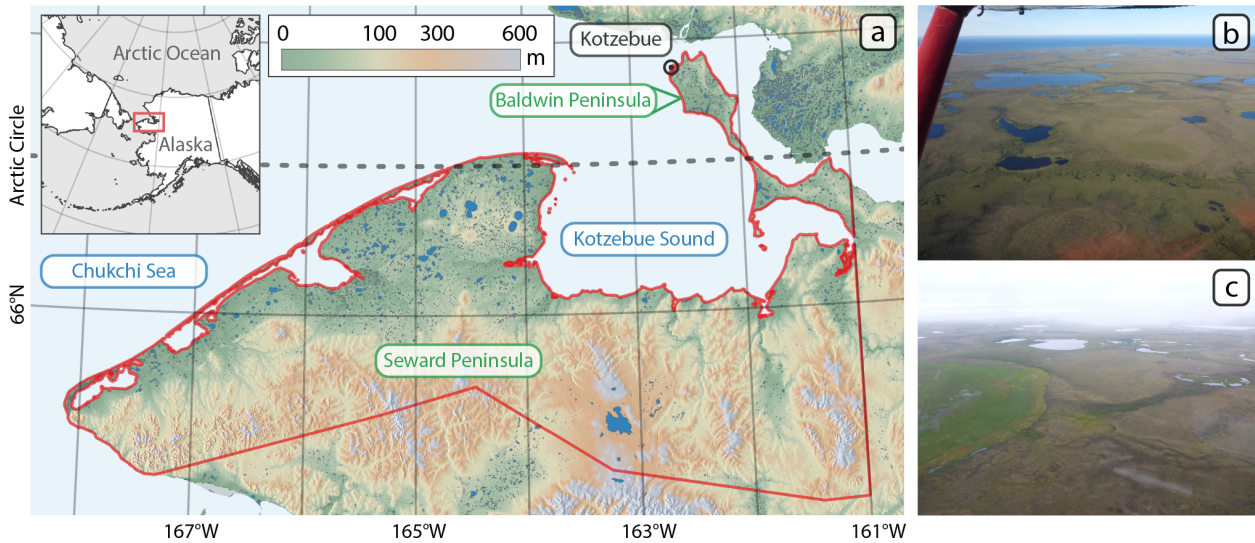 Arctic Ocean
Alaska
0 100 300 600
m
Kotzebue
a
b
Baldwin Peninsula
Arctic Circle
Kotzebue Sound
Chukchi Sea
c
66°N
Seward Peninsula
167°W 165°W 163°W 161°W